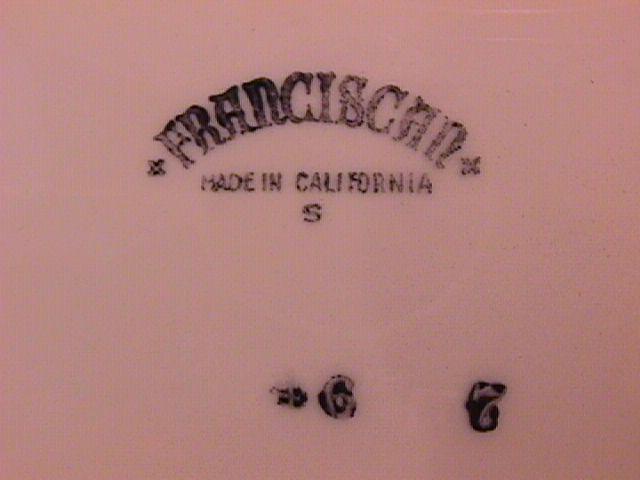 * FRANCISCAN *
MADE IN CALIFORNIA
S
6 7